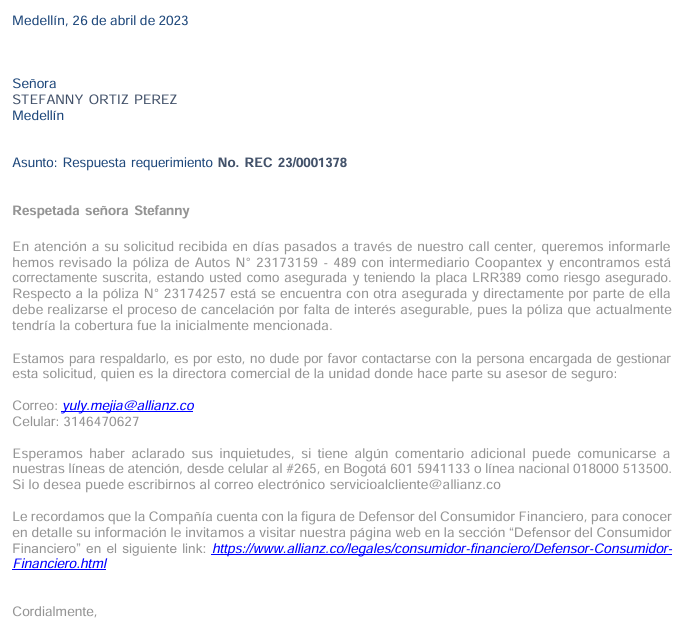 Medellín, 26 de abril de 2023
Señora
STEFANNY ORTIZ PEREZ
Medellín
Asunto: Respuesta requerimiento No. REC 23/0001378
Respetada señora Stefanny
En atención a su solicitud recibida en días pasados a través de nuestro call center, queremos informarle
hemos revisado la póliza de Autos N° 23173159 - 489 con intermediario Coopantex y encontramos está
correctamente suscrita, estando usted como asegurada y teniendo la placa LRR389 como riesgo asegurado.
Respecto a la póliza N° 23174257 está se encuentra con otra asegurada y directamente por parte de ella
debe realizarse el proceso de cancelación por falta de interés asegurable, pues la póliza que actualmente
tendría la cobertura fue la inicialmente mencionada.
Estamos para respaldarlo, es por esto, no dude por favor contactarse con la persona encargada de gestionar
esta solicitud, quien es la directora comercial de la unidad donde hace parte su asesor de seguro:
Correo: yuly.mejia@allianz.co
Celular: 3146470627
Esperamos haber aclarado sus inquietudes, si tiene algún comentario adicional puede comunicarse a
nuestras líneas de atención, desde celular al #265, en Bogotá 601 5941133 o línea nacional 018000 513500.
Si lo desea puede escribirnos al correo electrónico servicioalcliente@allianz.co
Le recordamos que la Compañía cuenta con la figura de Defensor del Consumidor Financiero, para conocer
en detalle su información le invitamos a visitar nuestra página web en la sección “Defensor del Consumidor
Financiero” en el siguiente link: https://www.allianz.co/legales/consumidor-financiero/Defensor-Consumidor-
Financiero.html
Cordialmente,